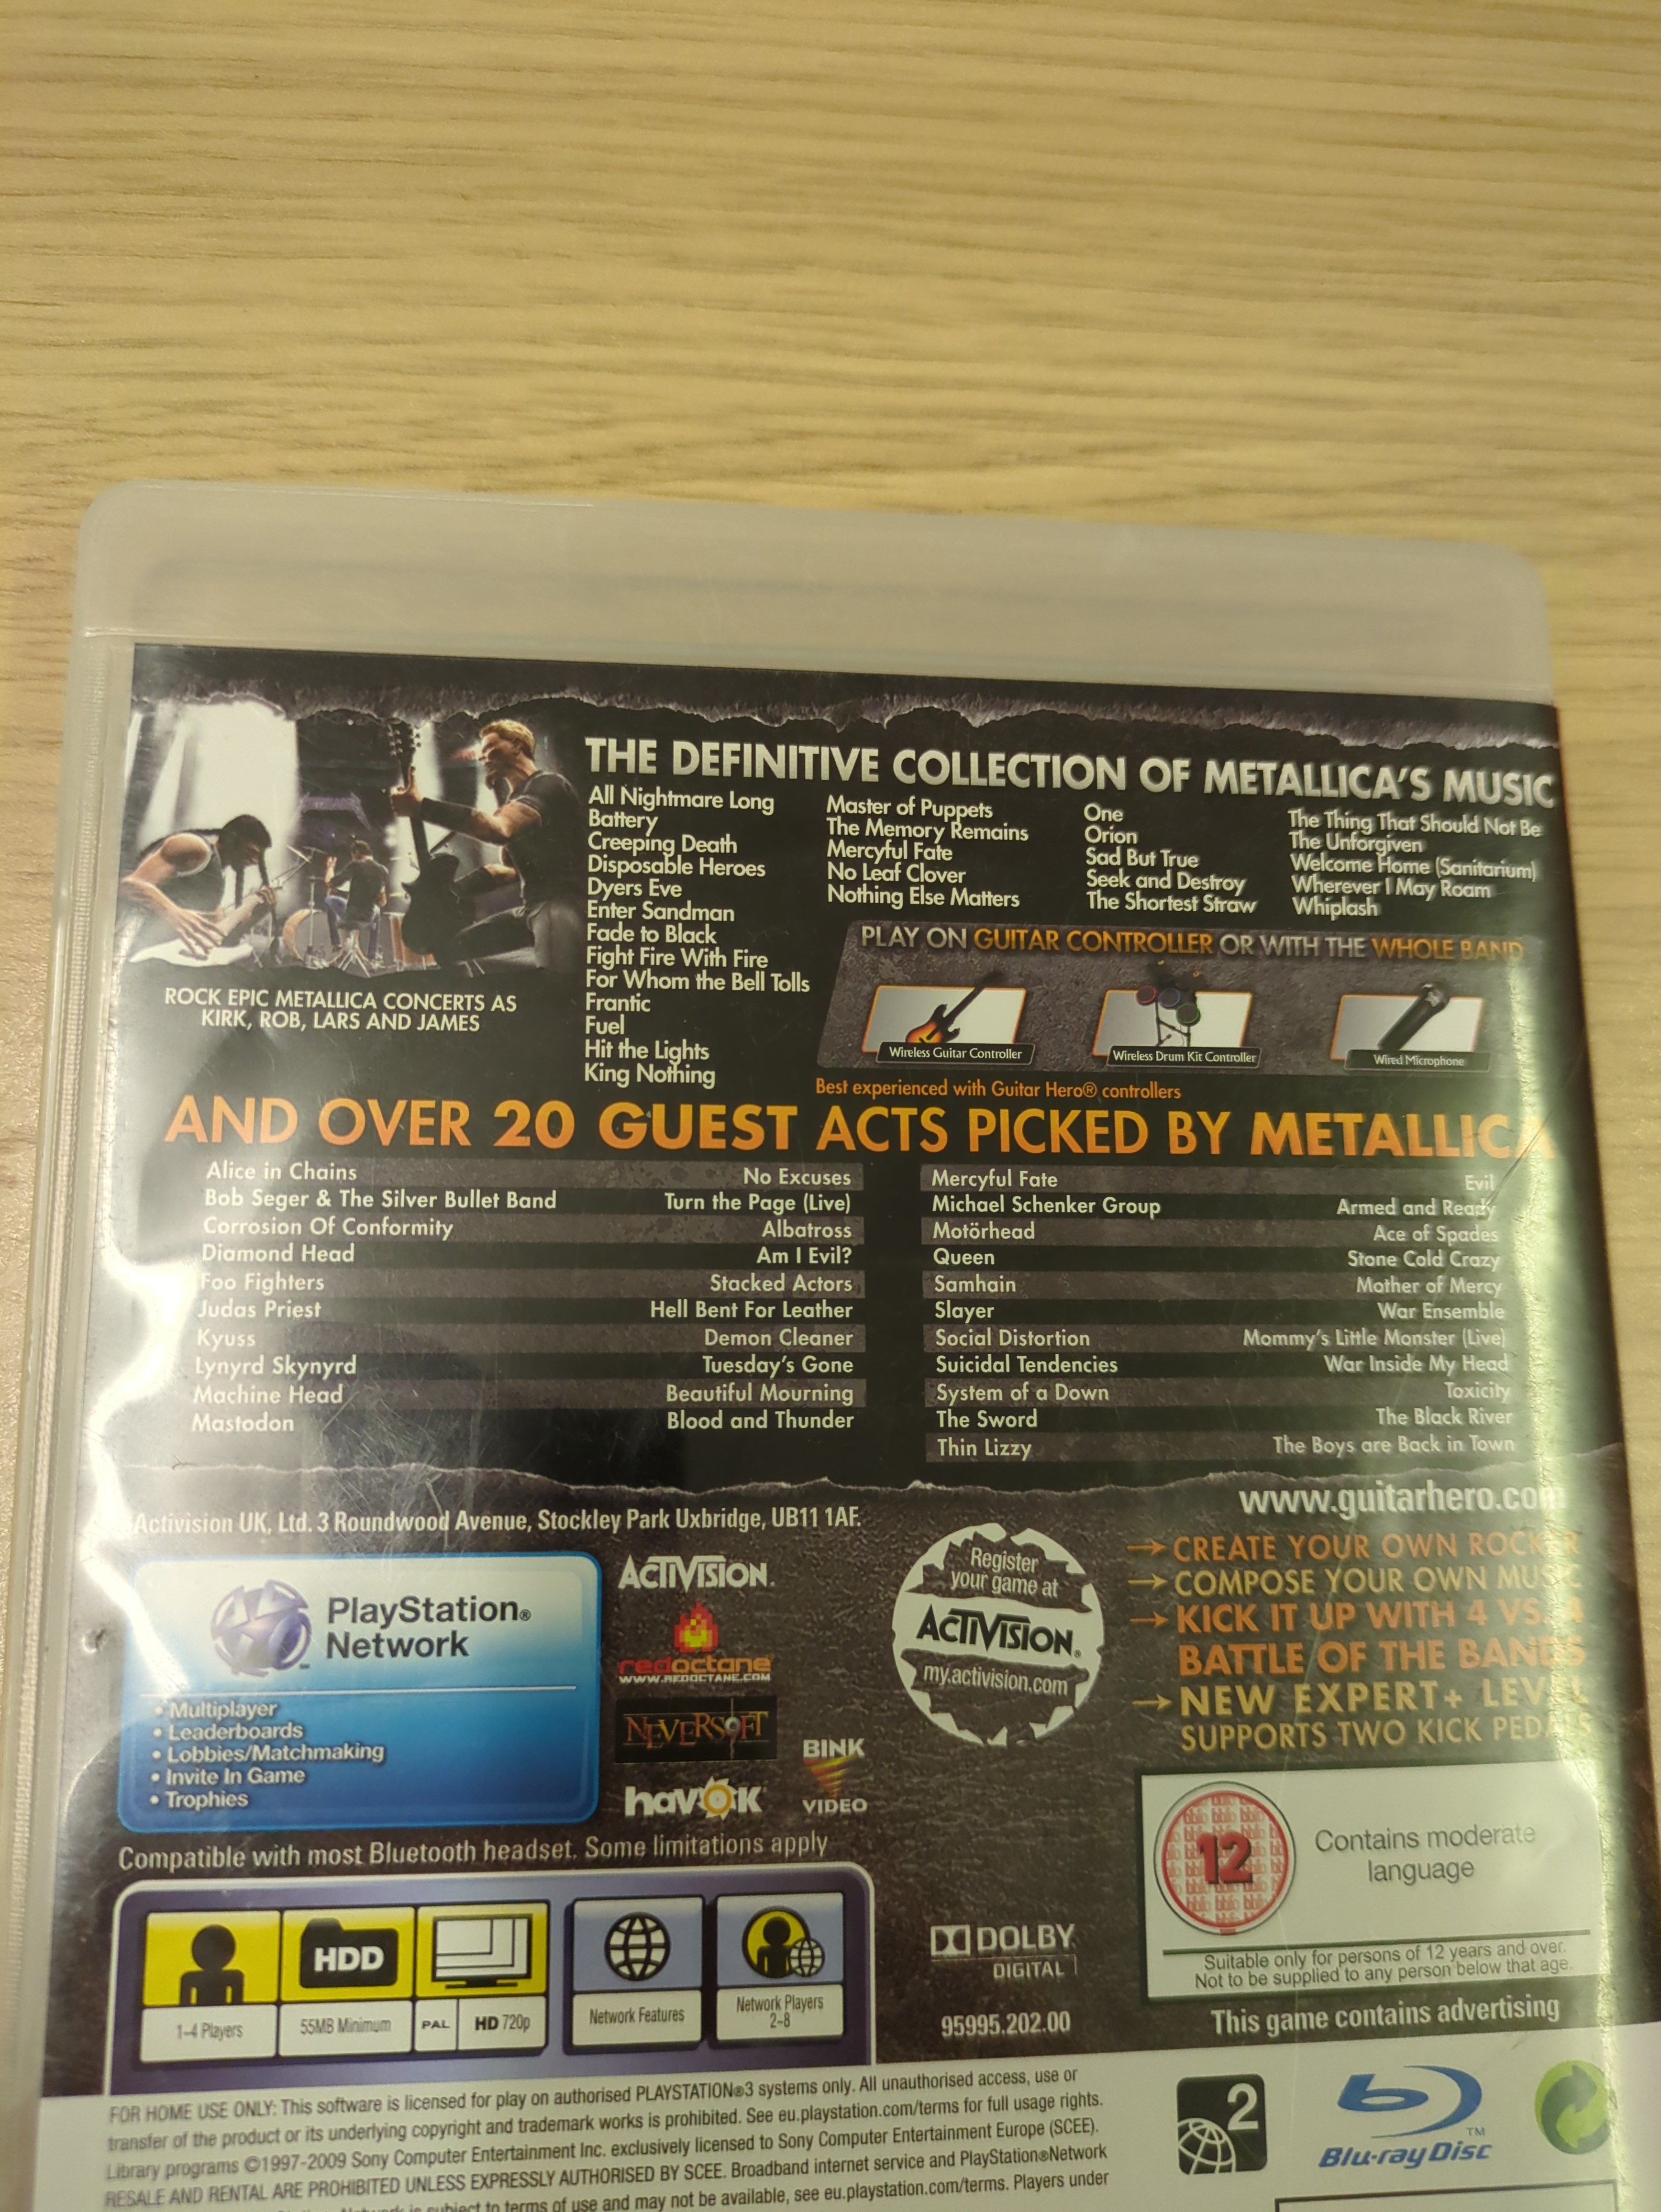 THE DEFINITIVE COLLECTION OF METALLICA'S MUSIC
All Nightmare Long
Battery
Creeping Death
Disposable Heroes
Dyers Eve
Enter Sandman
Fade to Black
Fight Fire With Fire
For Whom the Bell Tolls
Frantic
Fuel
Hit the Lights
King Nothing
Master of Puppets
The Memory Remains
Mercyful Fate
No Leaf Clover
Nothing Else Matters
One
Orion
Sad But True
Seek and Destroy
The Shortest Straw
The Thing That Should Not Be
The Unforgiven
Welcome Home (Sanitarium)
Wherever I May Roam
Whiplash
ROCK EPIC METALLICA CONCERTS AS
KIRK, ROB, LARS AND JAMES
PLAY ON GUITAR CONTROLLER OR WITH THE WHOLE BAND
Wireless Guitar Controller
Wireless Drum Kit Controller
Wired Microphone
Best experienced with Guitar Hero® controllers
AND OVER 20 GUEST ACTS PICKED BY METALLICA
Alice in Chains No Excuses
Bob Seger & The Silver Bullet Band Turn the Page (Live)
Corrosion Of Conformity Albatross
Diamond Head Am I Evil?
Foo Fighters Stacked Actors
Judas Priest Hell Bent For Leather
Kyuss Demon Cleaner
Lynyrd Skynyrd Tuesday's Gone
Machine Head Beautiful Mourning
Mastodon Blood and Thunder
Mercyful Fate Evil
Michael Schenker Group Armed and Ready
Motörhead Ace of Spades
Queen Stone Cold Crazy
Samhain Mother of Mercy
Slayer War Ensemble
Social Distortion Mommy's Little Monster (Live)
Suicidal Tendencies War Inside My Head
System of a Down Toxicity
The Sword The Black River
Thin Lizzy The Boys are Back in Town
www.guitarhero.com
Activision UK, Ltd. 3 Roundwood Avenue, Stockley Park Uxbridge, UB11 1AF.
PlayStation®
Network
• Multiplayer
• Leaderboards
• Lobbies/Matchmaking
• Invite In Game
• Trophies
ACTIVISION.
redoctane
WWW.REDOCTANE.COM
NEVERSOFT
havok
BINK
VIDEO
Register
your game at
ACTIVISION.
my.activision.com
→ CREATE YOUR OWN ROCKER
→ COMPOSE YOUR OWN MUSIC
→ KICK IT UP WITH 4 VS. 4
BATTLE OF THE BANDS
→ NEW EXPERT+ LEVEL
SUPPORTS TWO KICK PEDALS
Compatible with most Bluetooth headset. Some limitations apply
HDD
1-4 Players
55MB Minimum
PAL
HD 720p
Network Features
Network Players
2-8
DOLBY
DIGITAL
95995.202.00
12
Contains moderate
language
Suitable only for persons of 12 years and over.
Not to be supplied to any person below that age.
This game contains advertising
FOR HOME USE ONLY: This software is licensed for play on authorised PLAYSTATION®3 systems only. All unauthorised access, use or
transfer of the product or its underlying copyright and trademark works is prohibited. See eu.playstation.com/terms for full usage rights.
Library programs ©1997-2009 Sony Computer Entertainment Inc. exclusively licensed to Sony Computer Entertainment Europe (SCEE).
RESALE AND RENTAL ARE PROHIBITED UNLESS EXPRESSLY AUTHORISED BY SCEE. Broadband internet service and PlayStation®Network
is subject to terms of use and may not be available, see eu.playstation.com/terms. Players under
2
Blu-ray Disc
TM